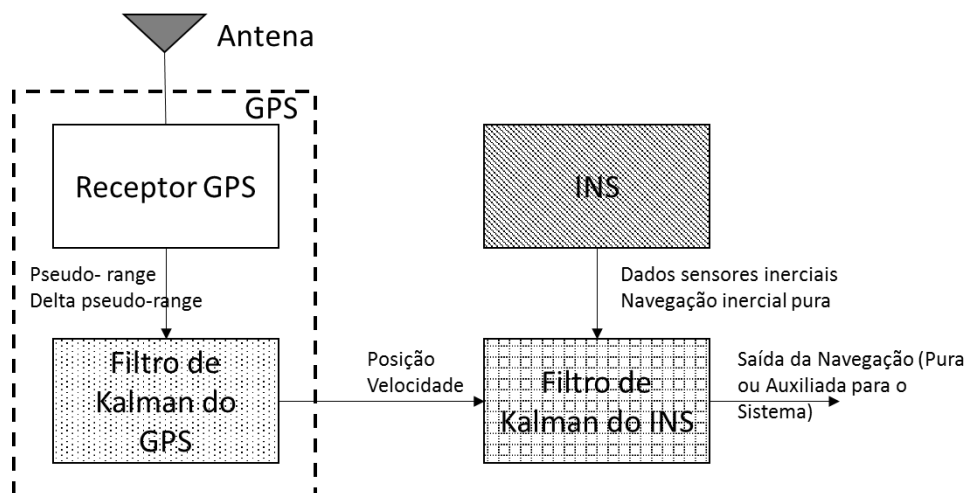 Antena
GPS
Receptor GPS
INS
Pseudo- range
Delta pseudo-range
Dados sensores inerciais
Navegação inercial pura
Filtro de
Kalman do
GPS
Posição
Velocidade
Filtro de
Kalman do INS
Saída da Navegação (Pura
ou Auxiliada para o
Sistema)